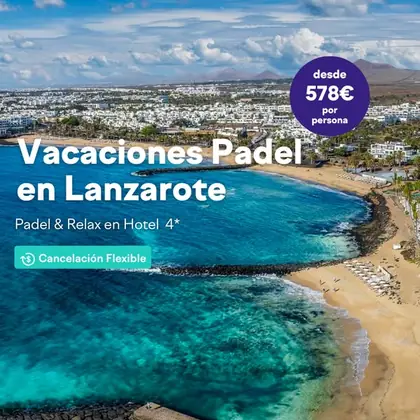 desde
578€
por
persona
Vacaciones Padel
en Lanzarote
Padel & Relax en Hotel 4*
Cancelación Flexible